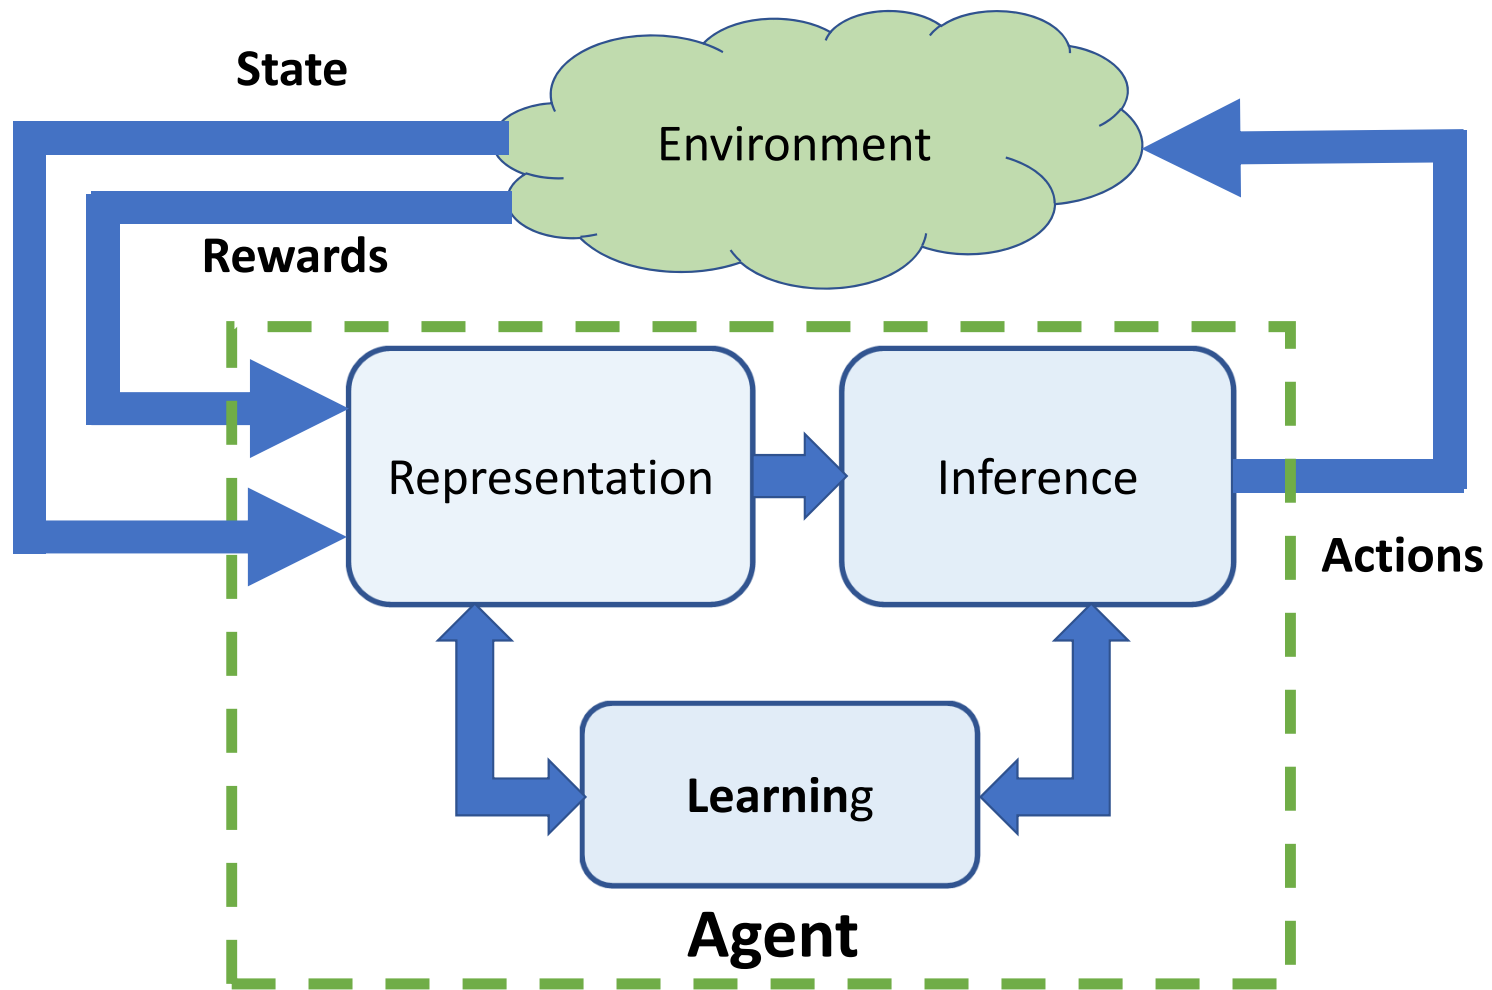 State
Environment
Rewards
Representation
Inference
Actions
Learning
Agent